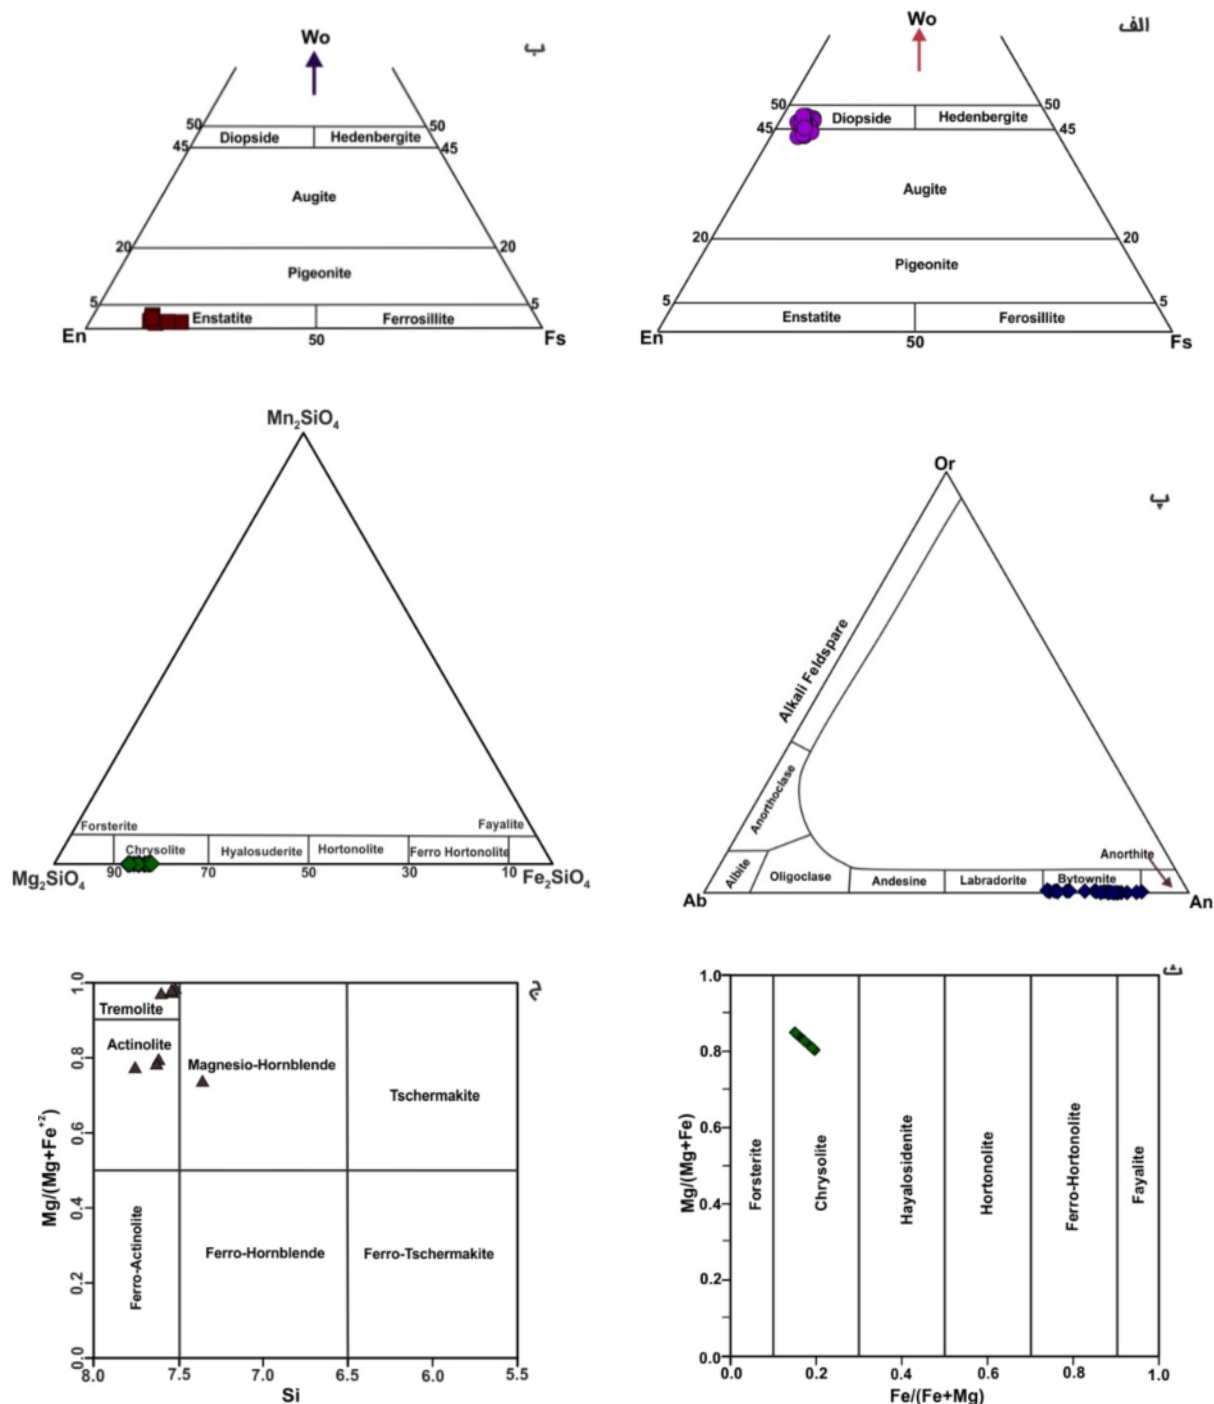 Wo
ب
50
50
Diopside
Hedenbergite
45
45
Augite
20
20
Pigeonite
5
5
Enstatite
Ferrosillite
En
50
Fs
Wo
الف
50
50
Diopside
Hedenbergite
45
45
Augite
20
20
Pigeonite
5
5
Enstatite
Ferosillite
En
50
Fs
Mn₂SiO₄
Forsterite
Fayalite
Chrysolite
Hyalosuderite
Hortonolite
Ferro Hortonolite
Mg₂SiO₄
90
70
50
30
10
Fe₂SiO₄
Or
پ
Alkali Feldspare
Anorthoclase
Albite
Oligoclase
Andesine
Labradorite
Bytownite
Anorthite
Ab
An
ج
1.0
Tremolite
Actinolite
0.8
Magnesio-Hornblende
Tschermakite
0.6
Mg/(Mg+Fe⁺²)
0.4
Ferro-Actinolite
Ferro-Hornblende
Ferro-Tschermakite
0.2
0.0
8.0
7.5
7.0
6.5
6.0
5.5
Si
ث
1.0
0.8
0.6
Mg/(Mg+Fe)
0.4
0.2
0.0
Forsterite
Chrysolite
Hayalosidenite
Hortonolite
Ferro-Hortonolite
Fayalite
0.0
0.2
0.4
0.6
0.8
1.0
Fe/(Fe+Mg)